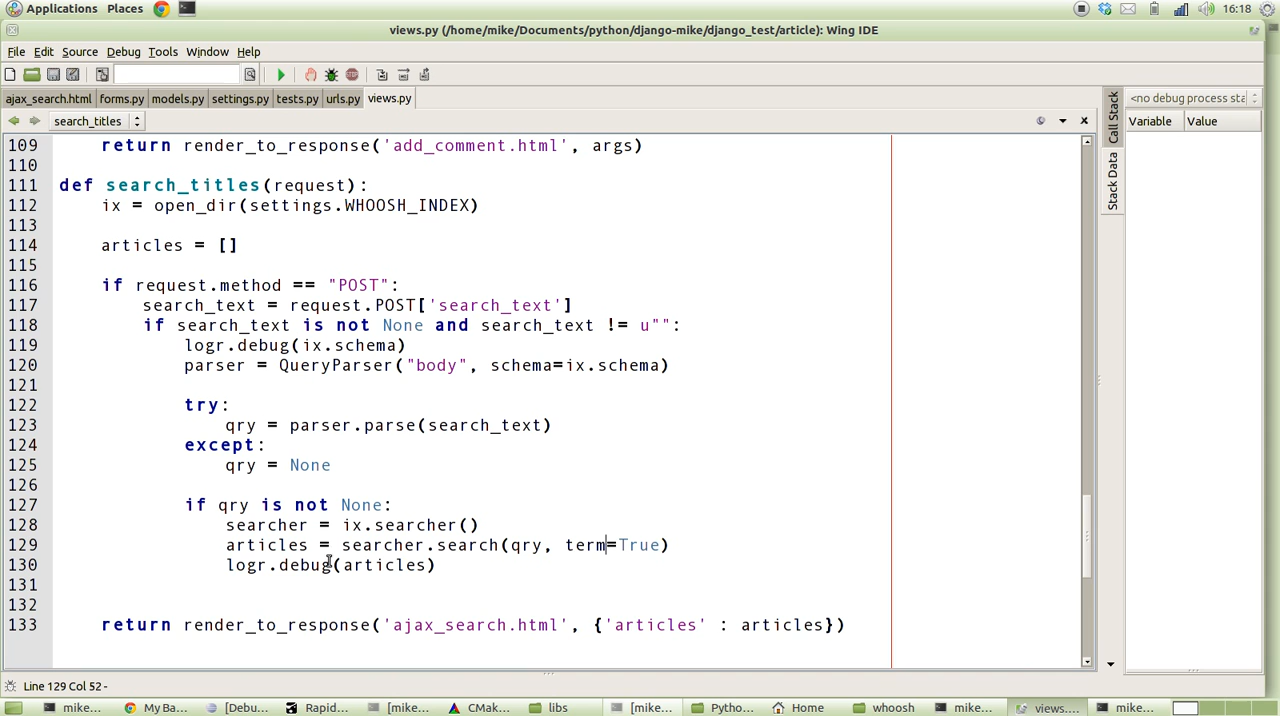 Applications Places 16:18
views.py (/home/mike/Documents/python/django-mike/django_test/article): Wing IDE
File Edit Source Debug Tools Window Help
ajax_search.html forms.py models.py settings.py tests.py urls.py views.py <no debug process sta
search_titles Variable Value
Call Stack
Stack Data
109 return render_to_response('add_comment.html', args)
110
111 def search_titles(request):
112 ix = open_dir(settings.WHOOSH_INDEX)
113
114 articles = []
115
116 if request.method == "POST":
117 search_text = request.POST['search_text']
118 if search_text is not None and search_text != u"":
119 logr.debug(ix.schema)
120 parser = QueryParser("body", schema=ix.schema)
121
122 try:
123 qry = parser.parse(search_text)
124 except:
125 qry = None
126
127 if qry is not None:
128 searcher = ix.searcher()
129 articles = searcher.search(qry, term=True)
130 logr.debug(articles)
131
132
133 return render_to_response('ajax_search.html', {'articles' : articles})
Line 129 Col 52 -
mike... My Ba... [Debu... Rapid... [mike... CMak... libs [mike... Pytho... Home whoosh mike... views.... mike...